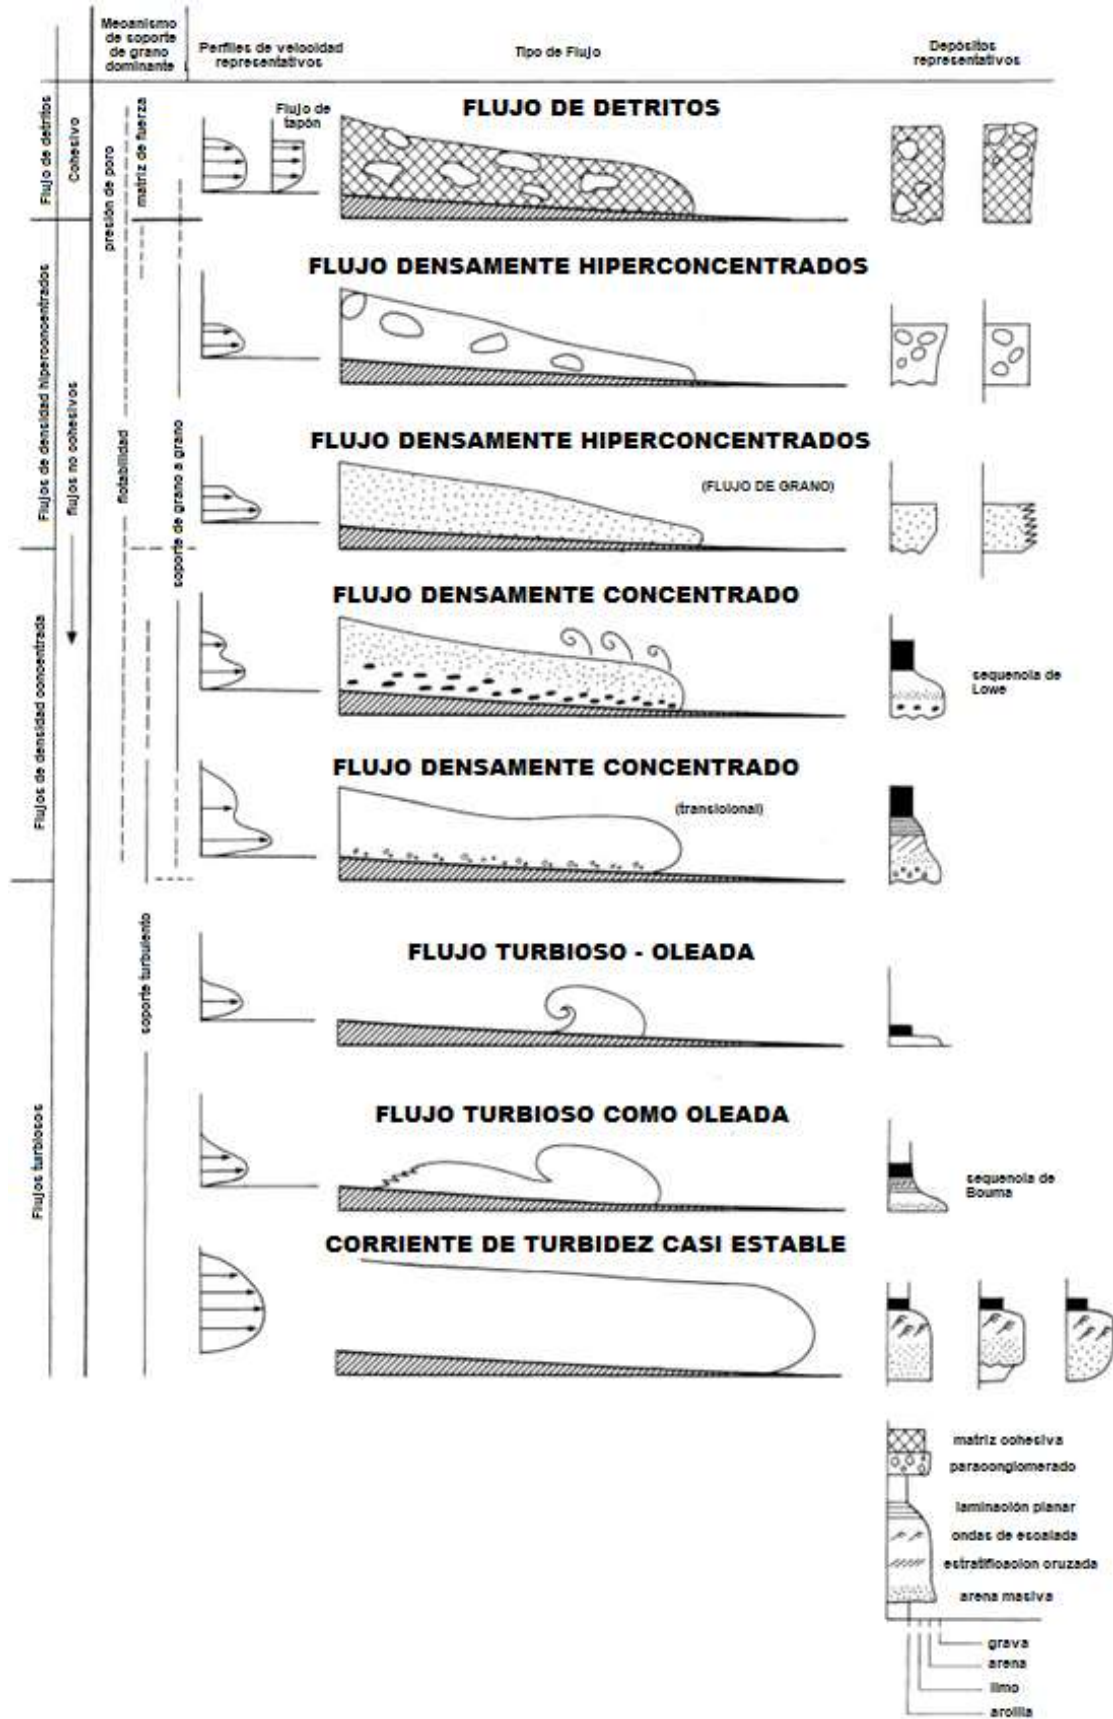 Mecanismo
de soporte
de grano
dominante
Perfiles de velocidad
representativos
Tipo de Flujo
Depósitos
representativos
Flujo de detritos
Cohesivo
presión de poro
matriz de fuerza
Flujo de
tapón
FLUJO DE DETRITOS
Flujos de densidad hiperconcentrados
flujos no cohesivos
flotabilidad
soporte de grano a grano
FLUJO DENSAMENTE HIPERCONCENTRADOS
FLUJO DENSAMENTE HIPERCONCENTRADOS
(FLUJO DE GRANO)
Flujos de densidad concentrada
FLUJO DENSAMENTE CONCENTRADO
sequencia de
Lowe
FLUJO DENSAMENTE CONCENTRADO
(transicional)
Flujos turbiosos
soporte turbulento
FLUJO TURBIOSO - OLEADA
FLUJO TURBIOSO COMO OLEADA
sequencia de
Bouma
CORRIENTE DE TURBIDEZ CASI ESTABLE
matriz cohesiva
paraconglomerado
laminación planar
ondas de escalada
estratificacion cruzada
arena masiva
grava
arena
limo
arcilla